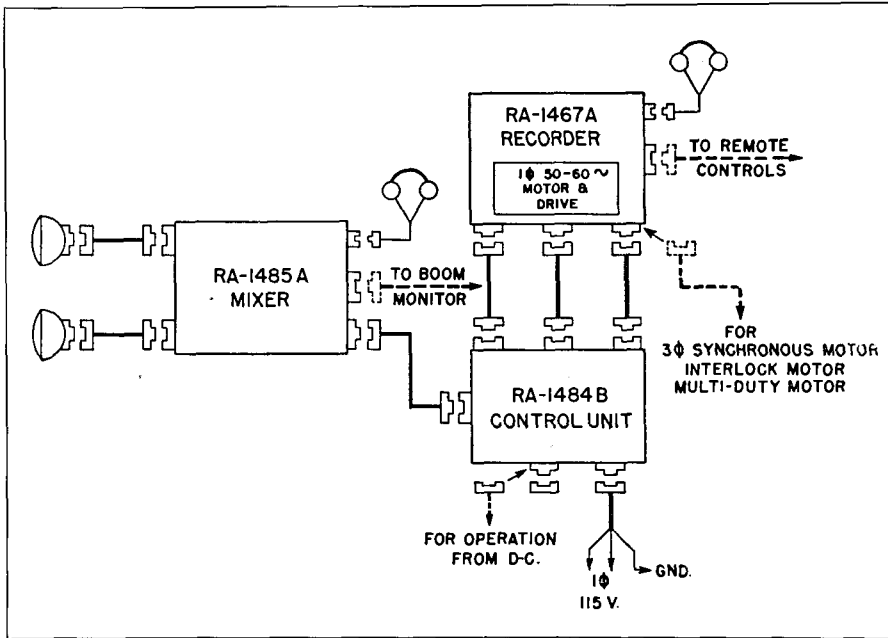 RA-1467A
RECORDER
1ϕ 50-60 ~
MOTOR &
DRIVE
TO REMOTE
CONTROLS
RA-1485A
MIXER
TO BOOM
MONITOR
FOR
3ϕ SYNCHRONOUS MOTOR
INTERLOCK MOTOR
MULTI-DUTY MOTOR
RA-1484B
CONTROL UNIT
FOR OPERATION
FROM D-C.
1ϕ
115 V.
GND.